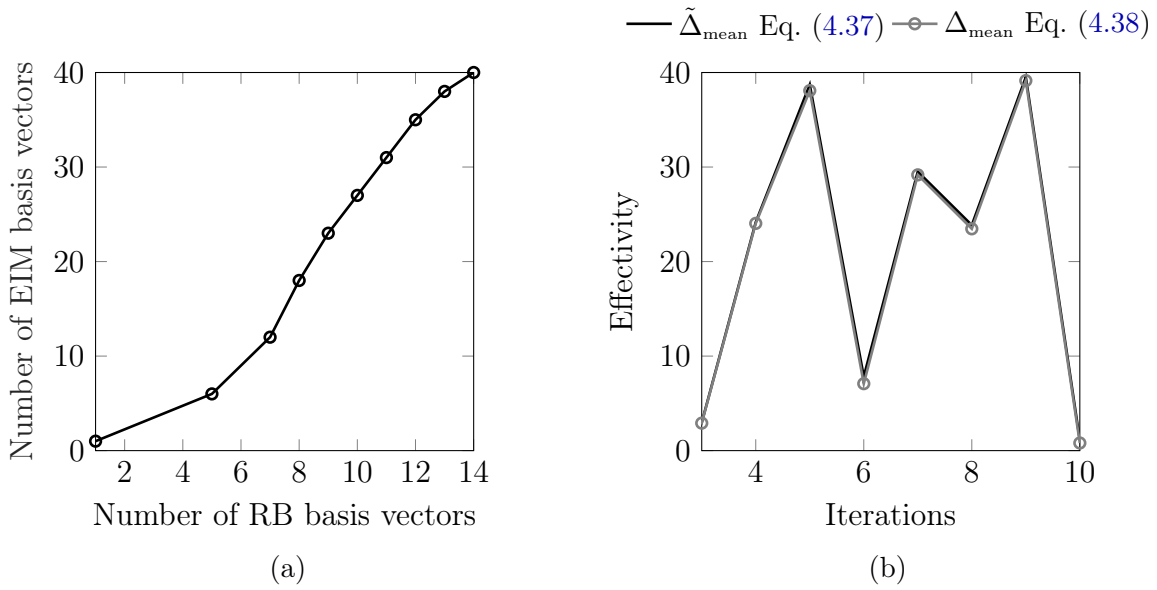 Δ̃mean Eq. (4.37) Δmean Eq. (4.38)
Number of EIM basis vectors
40
30
20
10
0
2 4 6 8 10 12 14
Number of RB basis vectors
(a)
Effectivity
40
30
20
10
0
4 6 8 10
Iterations
(b)